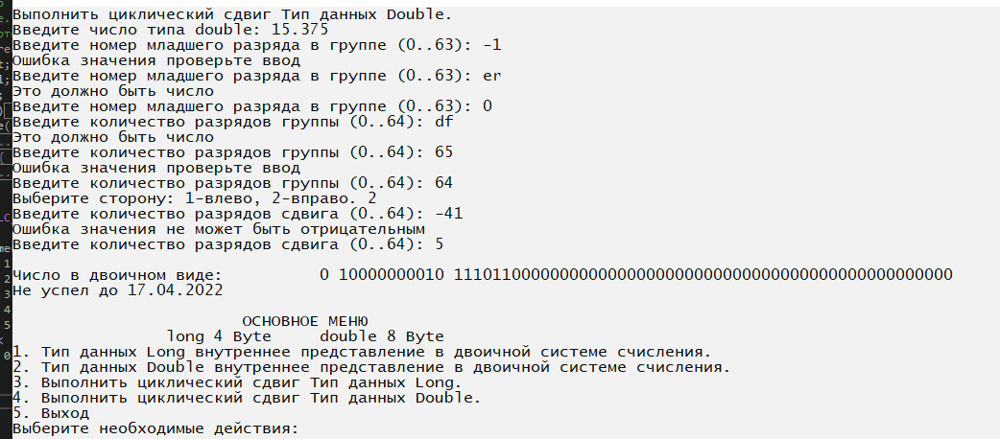 Выполнить циклический сдвиг Тип данных Double.
Введите число типа double: 15.375
Введите номер младшего разряда в группе (0..63): -1
Ошибка значения проверьте ввод
Введите номер младшего разряда в группе (0..63): er
Это должно быть число
Введите номер младшего разряда в группе (0..63): 0
Введите количество разрядов группы (0..64): df
Это должно быть число
Введите количество разрядов группы (0..64): 65
Ошибка значения проверьте ввод
Введите количество разрядов группы (0..64): 64
Выберите сторону: 1-влево, 2-вправо. 2
Введите количество разрядов сдвига (0..64): -41
Ошибка значения не может быть отрицательным
Введите количество разрядов сдвига (0..64): 5
Число в двоичном виде: 0 10000000010 1110110000000000000000000000000000000000000000000000
Не успел до 17.04.2022
ОСНОВНОЕ МЕНЮ
long 4 Byte double 8 Byte
1. Тип данных Long внутреннее представление в двоичной системе счисления.
2. Тип данных Double внутреннее представление в двоичной системе счисления.
3. Выполнить циклический сдвиг Тип данных Long.
4. Выполнить циклический сдвиг Тип данных Double.
5. Выход
Выберите необходимые действия: